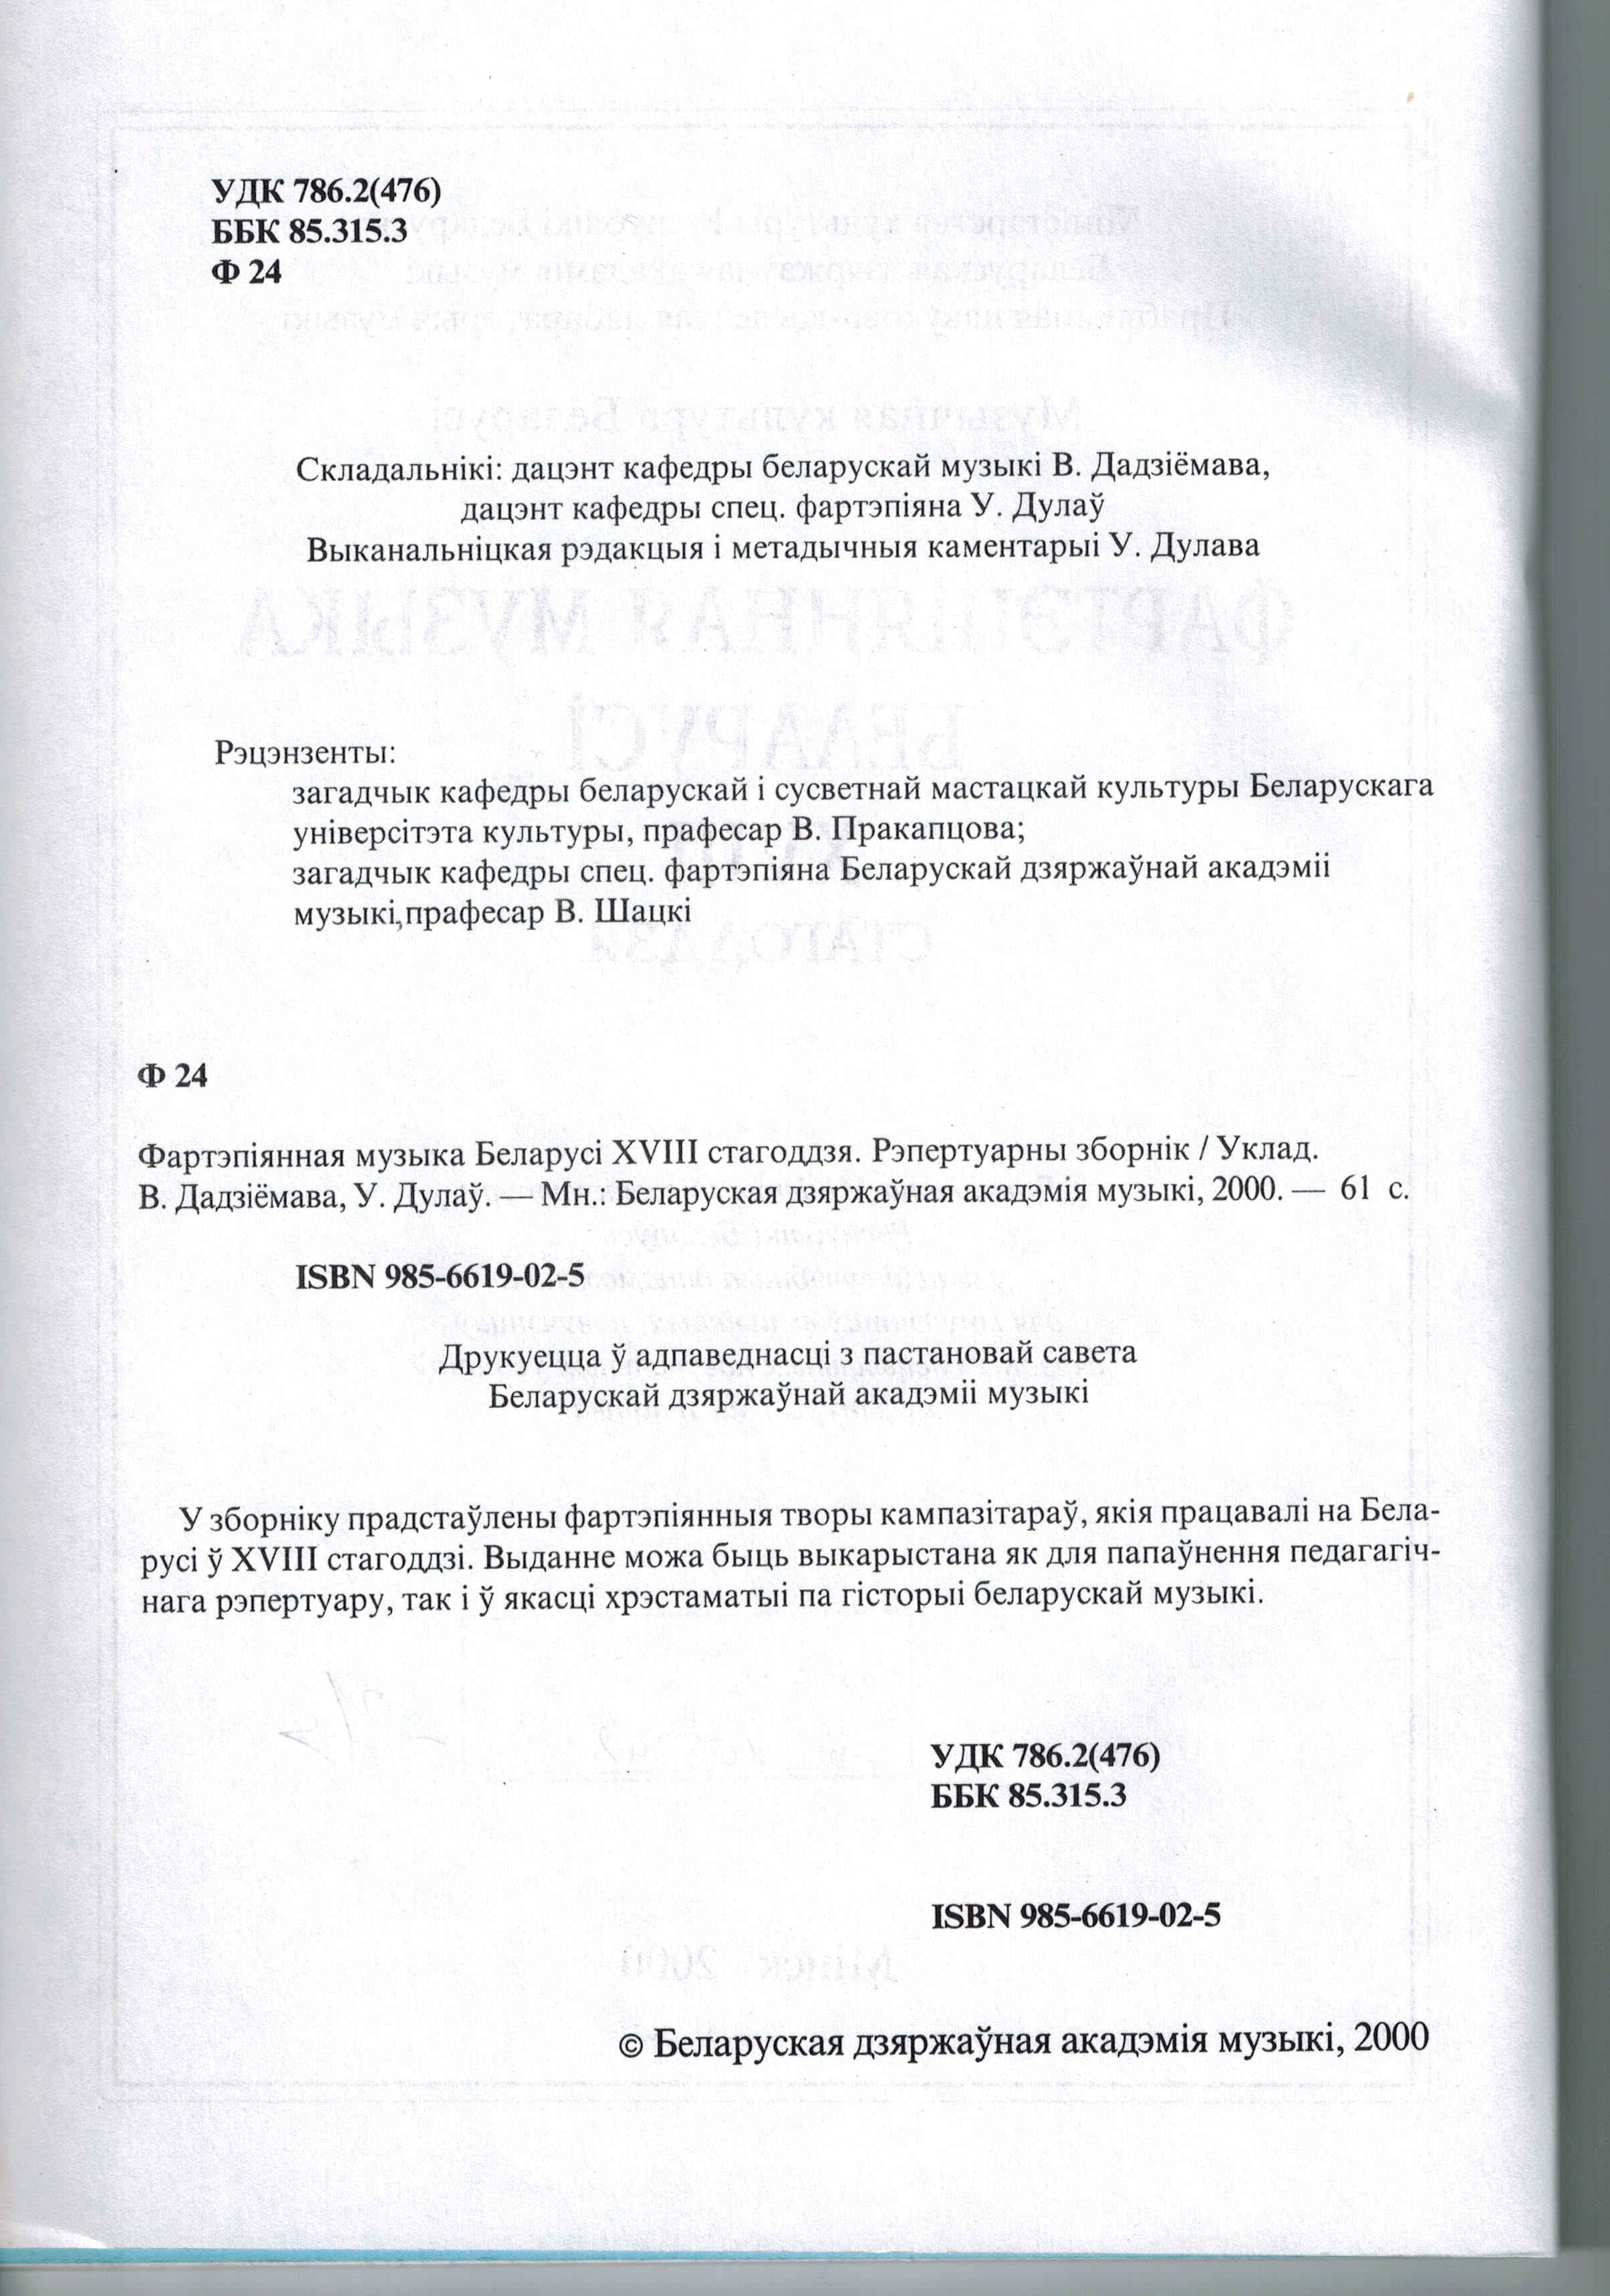 УДК 786.2(476)
ББК 85.315.3
Ф 24
Складальнікі: дацэнт кафедры беларускай музыкі В. Дадзіёмава,
дацэнт кафедры спец. фартэпіяна У. Дулаў
Выканальніцкая рэдакцыя і метадычныя каментарыі У. Дулава
Рэцэнзенты:
загадчык кафедры беларускай і сусветнай мастацкай культуры Беларускага
універсітэта культуры, прафесар В. Пракапцова;
загадчык кафедры спец. фартэпіяна Беларускай дзяржаўнай акадэміі
музыкі, прафесар В. Шацкі
Ф 24
Фартэпіянная музыка Беларусі XVIII стагоддзя. Рэпертуарны зборнік / Уклад.
В. Дадзіёмава, У. Дулаў. — Мн.: Беларуская дзяржаўная акадэмія музыкі, 2000. — 61 с.
ISBN 985-6619-02-5
Друкуецца ў адпаведнасці з пастановай савета
Беларускай дзяржаўнай акадэміі музыкі
У зборніку прадстаўлены фартэпіянныя творы кампазітараў, якія працавалі на Бела-
русі ў XVIII стагоддзі. Выданне можа быць выкарыстана як для папаўнення педагагіч-
нага рэпертуару, так і ў якасці хрэстаматыі па гісторыі беларускай музыкі.
УДК 786.2(476)
ББК 85.315.3
ISBN 985-6619-02-5
© Беларуская дзяржаўная акадэмія музыкі, 2000